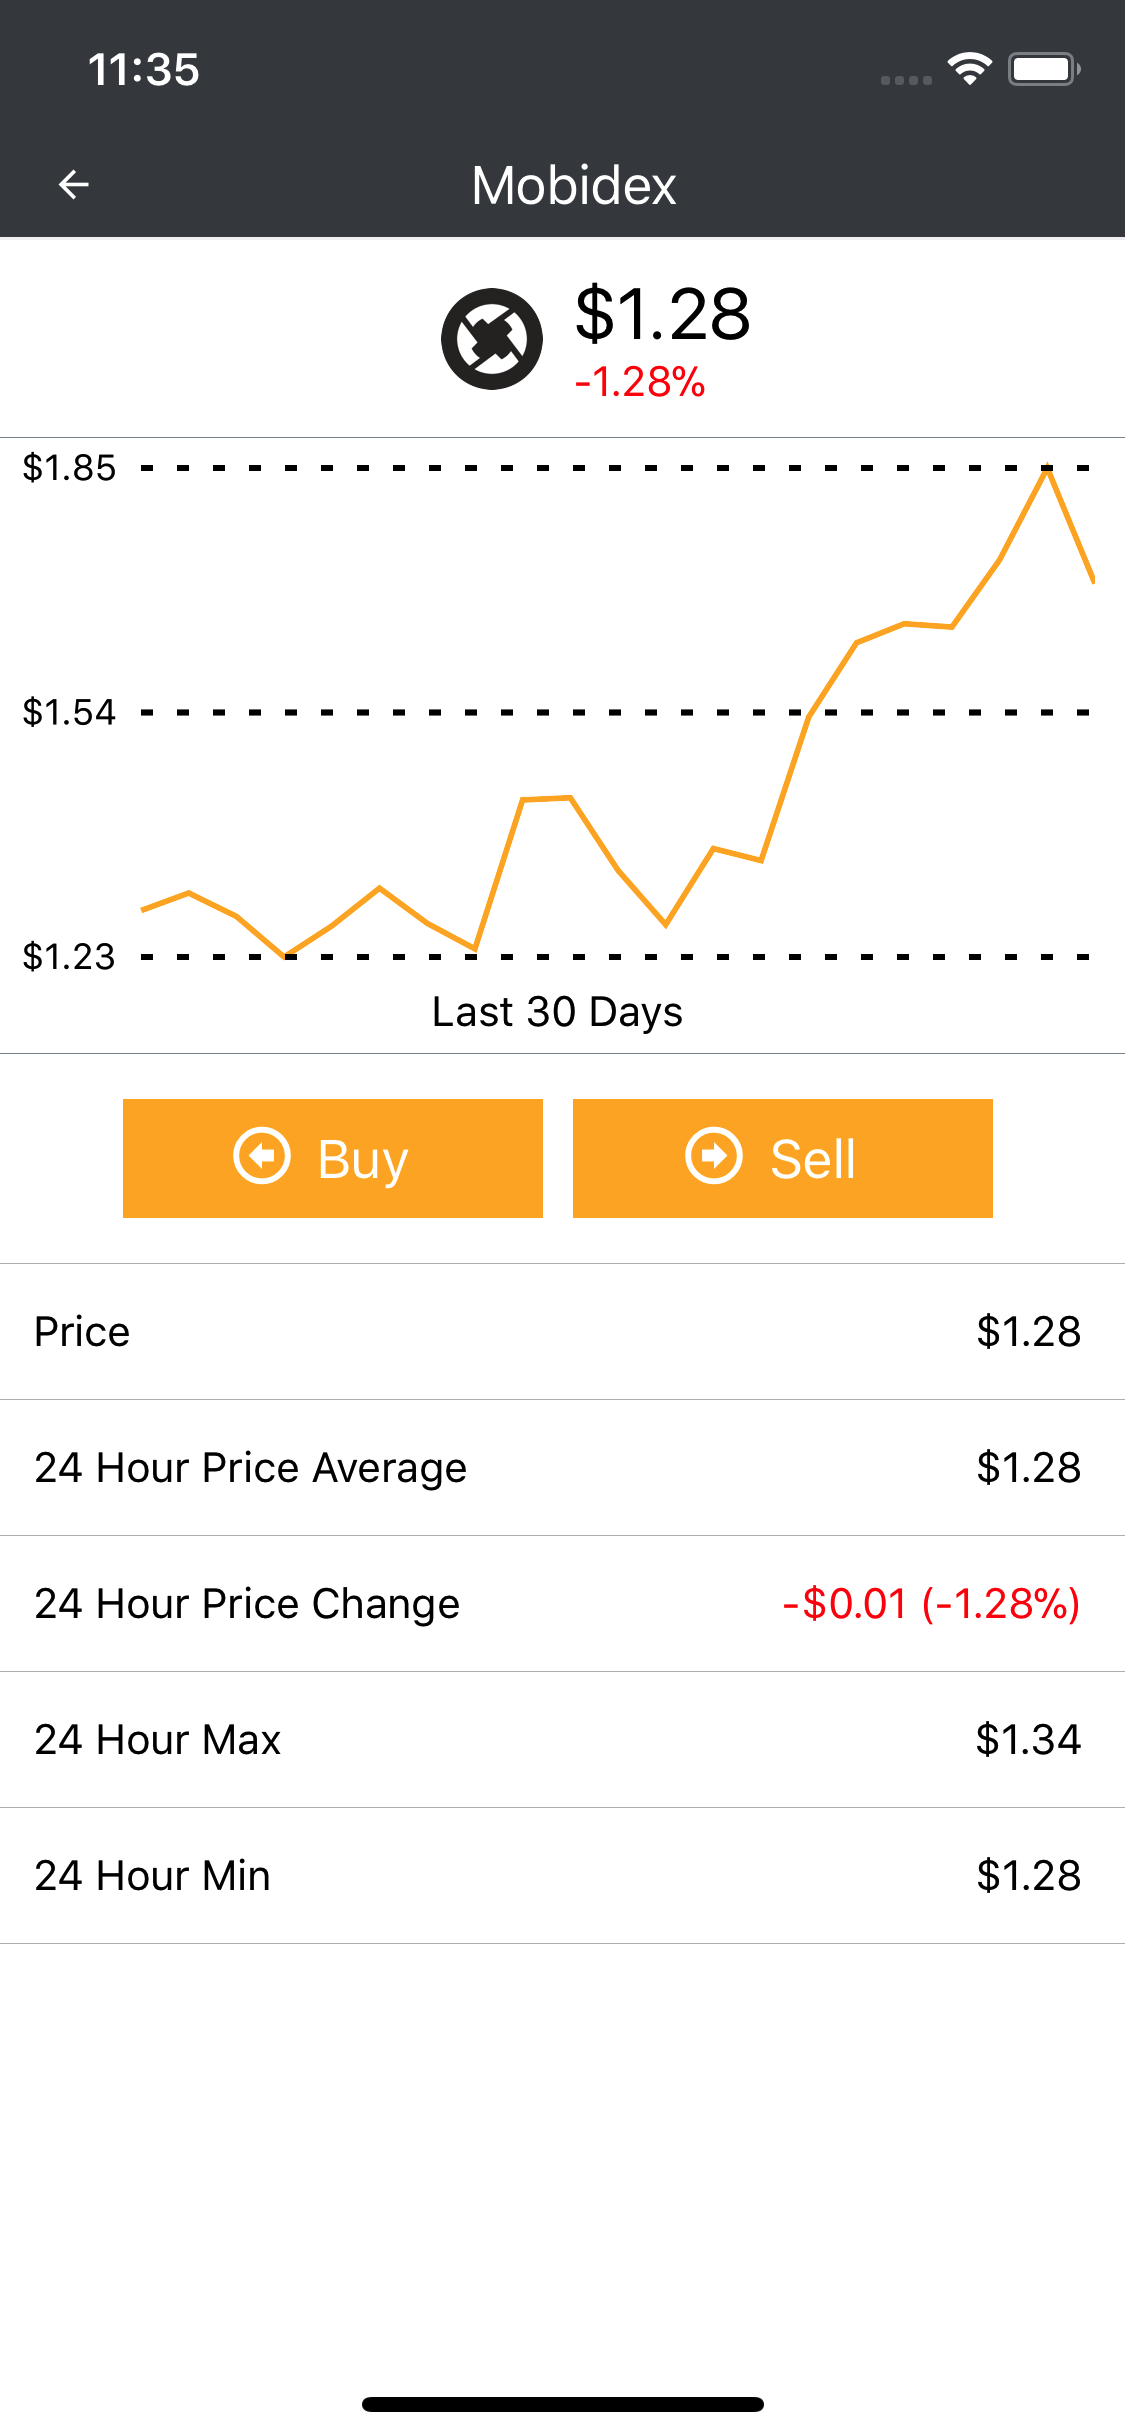 11:35
Mobidex
$1.28
-1.28%
$1.85
$1.54
$1.23
Last 30 Days
Buy
Sell
Price $1.28
24 Hour Price Average $1.28
24 Hour Price Change -$0.01 (-1.28%)
24 Hour Max $1.34
24 Hour Min $1.28